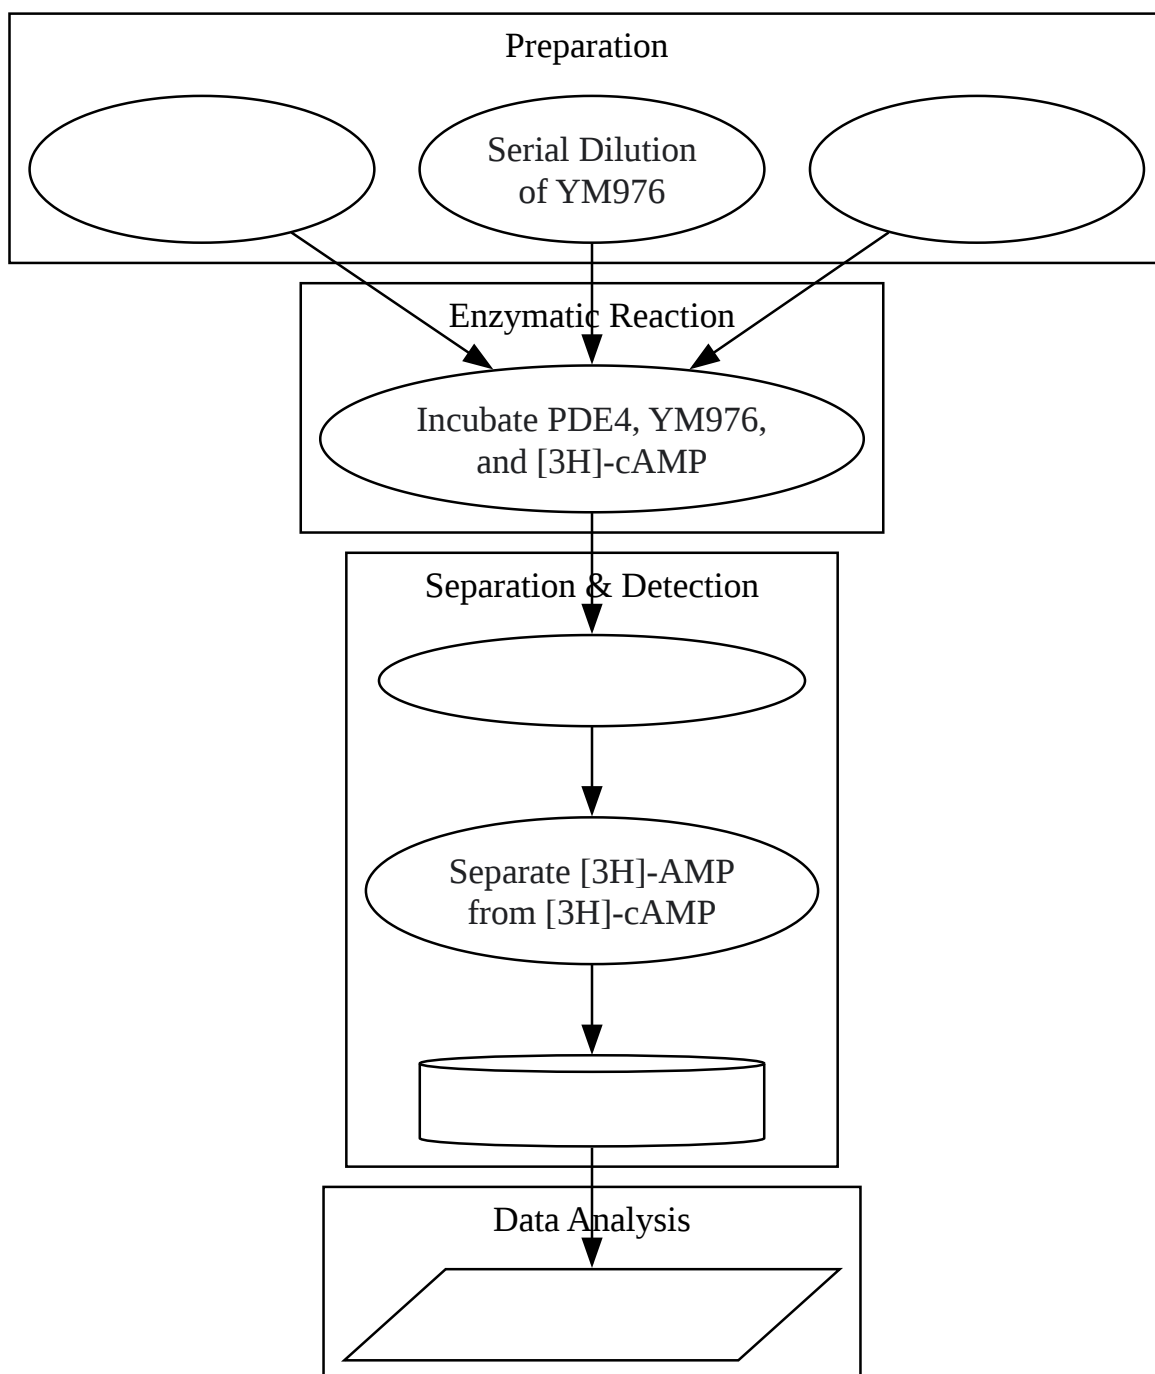 Preparation
Serial Dilution
of YM976
Enzymatic Reaction
Incubate PDE4, YM976,
and [3H]-cAMP
Separation & Detection
Separate [3H]-AMP
from [3H]-cAMP
Data Analysis